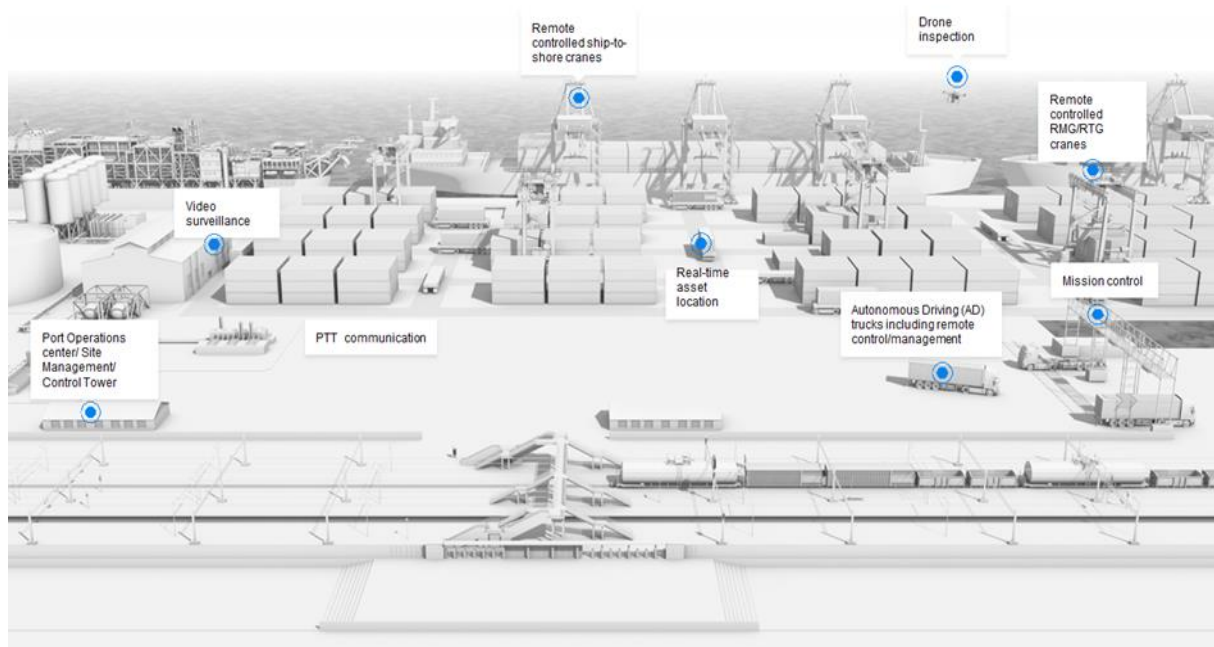 Remote
controlled ship-to-
shore cranes
Drone
inspection
Remote
controlled
RMG/RTG
cranes
Video
surveillance
Real-time
asset
location
Mission control
Autonomous Driving (AD)
trucks including remote
control/management
Port Operations
center/ Site
Management/
Control Tower
PTT communication